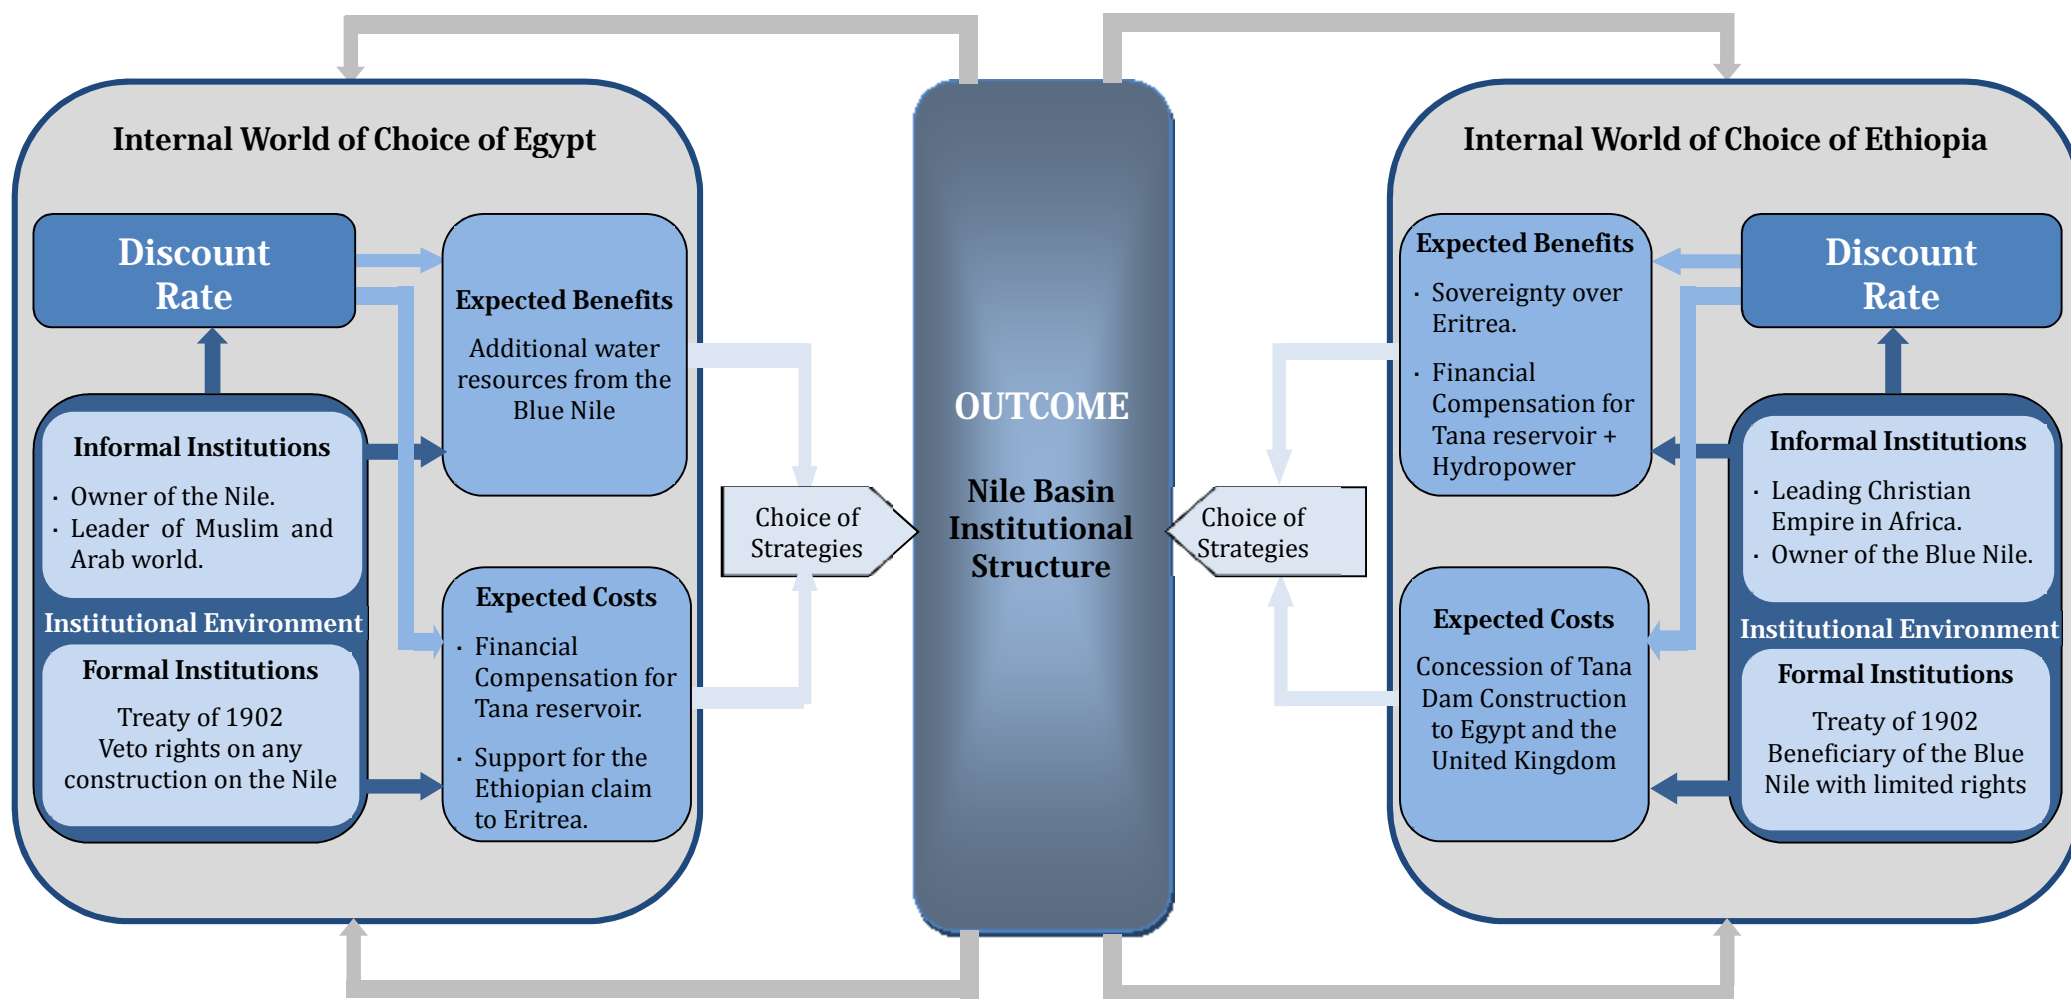 Internal World of Choice of Egypt
Discount
Rate
Expected Benefits
Additional water
resources from the
Blue Nile
Informal Institutions
· Owner of the Nile.
· Leader of Muslim and
Arab world.
Institutional Environment
Formal Institutions
Treaty of 1902
Veto rights on any
construction on the Nile
Expected Costs
· Financial
Compensation for
Tana reservoir.
· Support for the
Ethiopian claim
to Eritrea.
Choice of
Strategies
OUTCOME
Nile Basin
Institutional
Structure
Choice of
Strategies
Internal World of Choice of Ethiopia
Expected Benefits
· Sovereignty over
Eritrea.
· Financial
Compensation for
Tana reservoir +
Hydropower
Discount
Rate
Expected Costs
Concession of Tana
Dam Construction
to Egypt and the
United Kingdom
Informal Institutions
· Leading Christian
Empire in Africa.
· Owner of the Blue Nile.
Institutional Environment
Formal Institutions
Treaty of 1902
Beneficiary of the Blue
Nile with limited rights